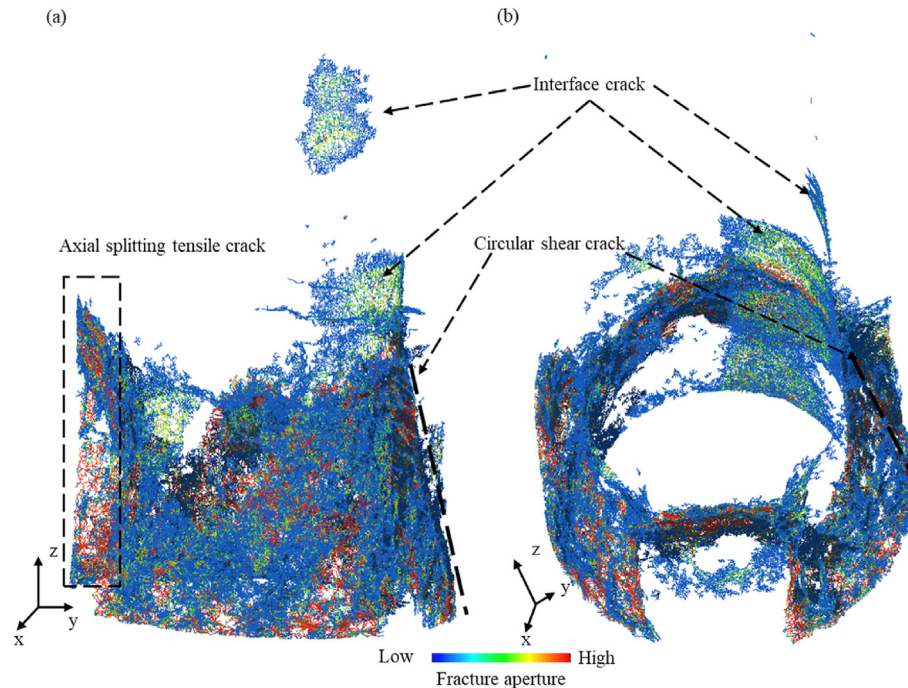 (a)
(b)
Interface crack
Axial splitting tensile crack
Circular shear crack
z
y
x
z
y
x
Low
High
Fracture aperture